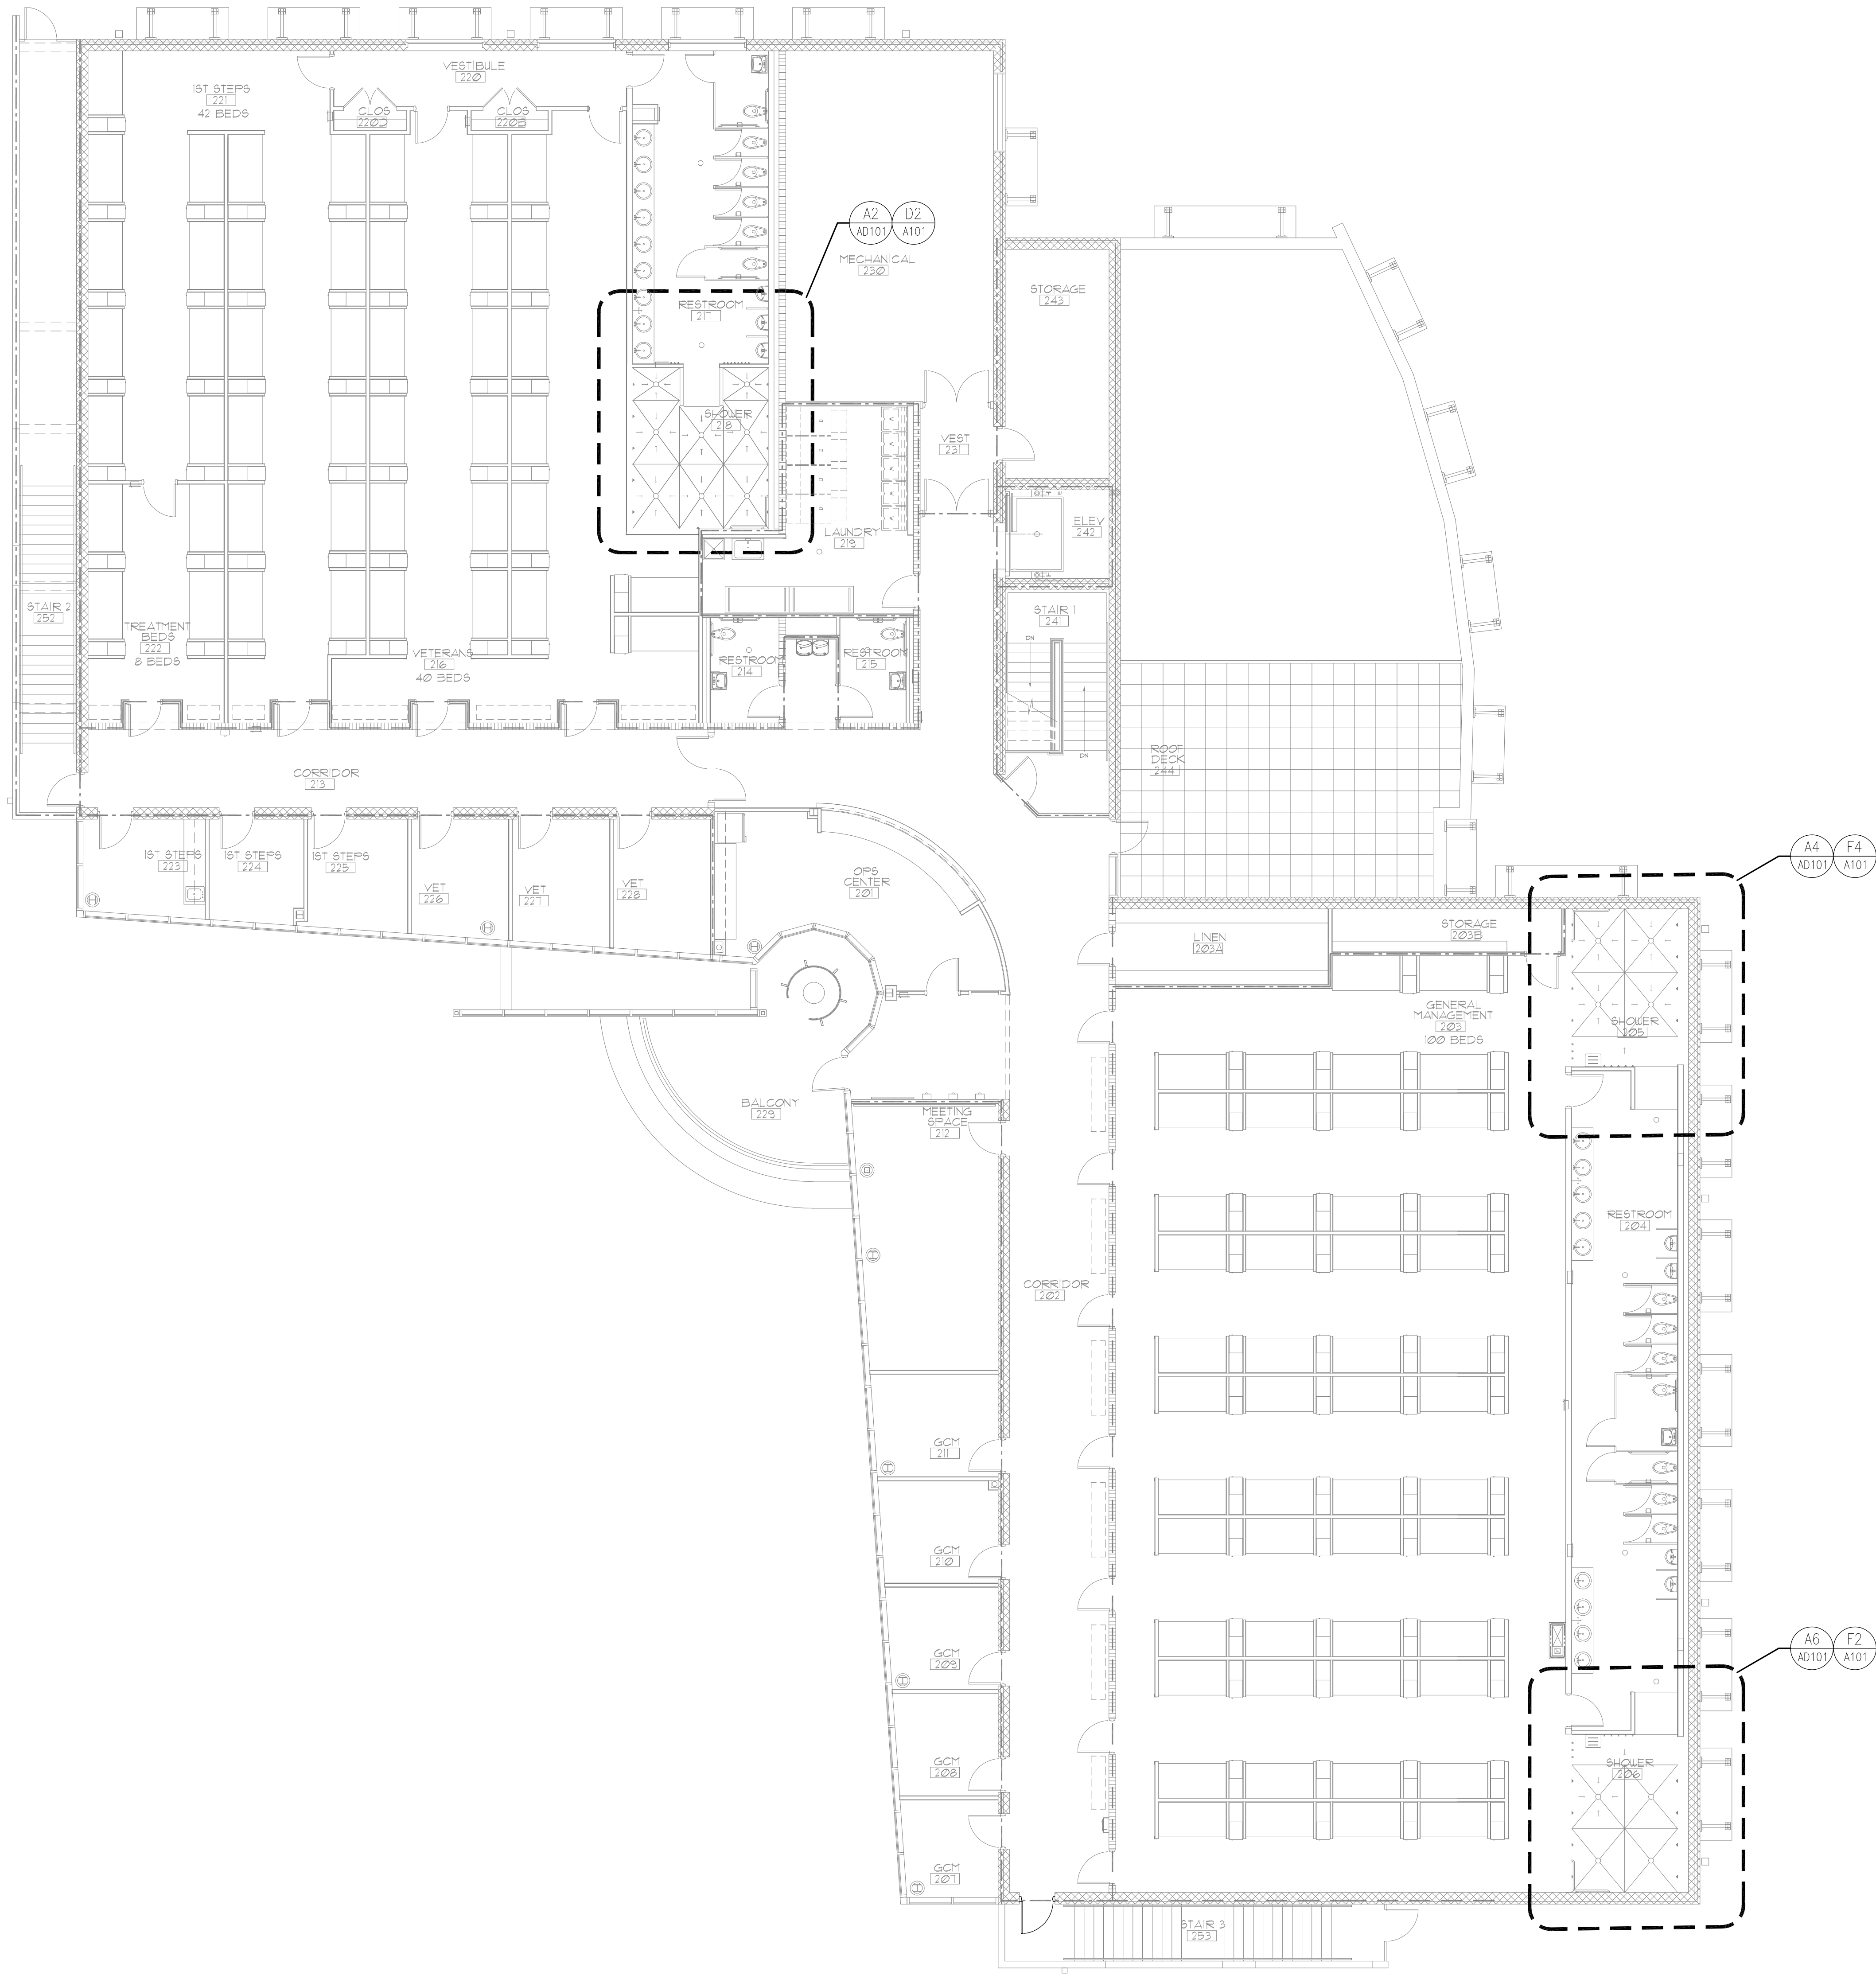 VESTIBULE
220
1ST STEPS
221
42 BEDS
CLOS
220D
CLOS
220B
A2
AD101
D2
A101
MECHANICAL
230
STORAGE
243
RESTROOM
217
SHOWER
218
VEST
231
ELEV
242
LAUNDRY
219
STAIR 2
252
STAIR 1
241
DN
DN
TREATMENT
BEDS
222
8 BEDS
VETERANS
216
40 BEDS
RESTROOM
214
RESTROOM
215
ROOF
DECK
244
CORRIDOR
213
1ST STEPS
223
1ST STEPS
224
1ST STEPS
225
VET
226
VET
227
VET
228
OPS
CENTER
201
A4
AD101
F4
A101
LINEN
203A
STORAGE
203B
GENERAL
MANAGEMENT
203
100 BEDS
SHOWER
205
BALCONY
229
MEETING
SPACE
212
RESTROOM
204
CORRIDOR
202
GCM
211
GCM
210
GCM
209
GCM
208
GCM
207
A6
AD101
F2
A101
SHOWER
206
STAIR 3
253